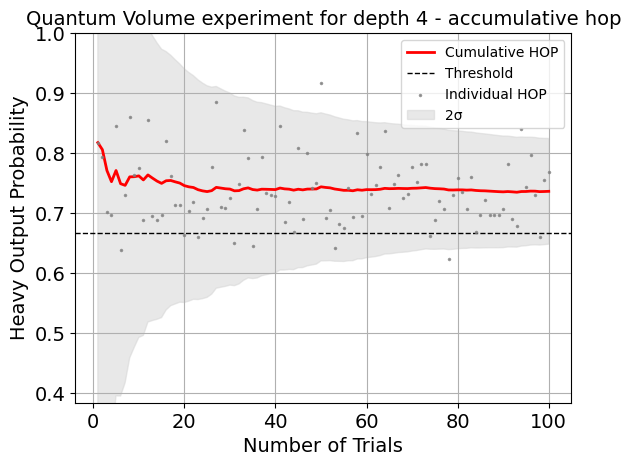 Quantum Volume experiment for depth 4 - accumulative hop
1.0
0.9
0.8
0.7
0.6
0.5
0.4
Heavy Output Probability
Cumulative HOP
Threshold
Individual HOP
2σ
0 20 40 60 80 100
Number of Trials